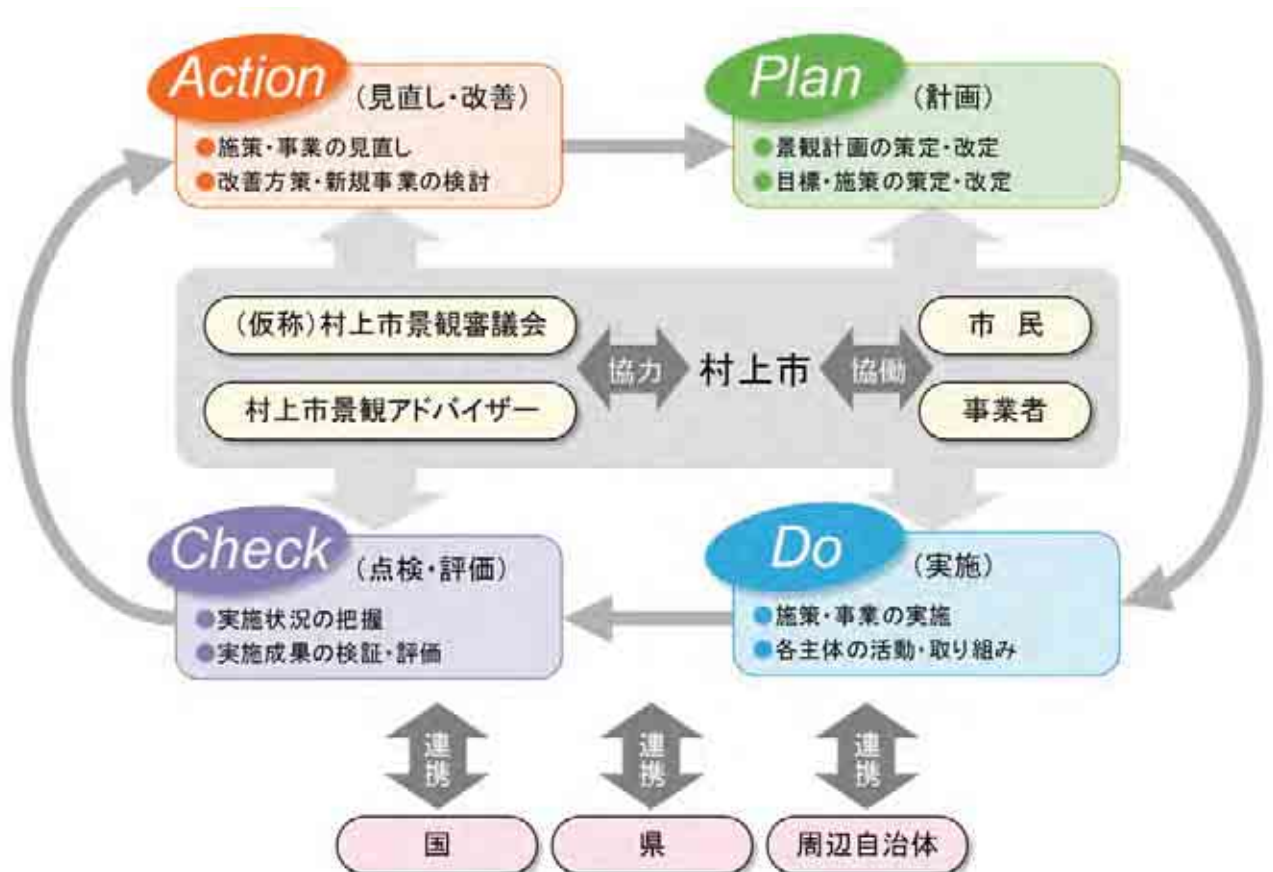 Action
(見直し・改善)
●施策・事業の見直し
●改善方策・新規事業の検討
Plan
(計画)
●景観計画の策定・改定
●目標・施策の策定・改定
(仮称)村上市景観審議会
村上市景観アドバイザー
協力
村上市
協働
市 民
事業者
Check
(点検・評価)
●実施状況の把握
●実施成果の検証・評価
Do
(実施)
●施策・事業の実施
●各主体の活動・取り組み
連携
連携
連携
国
県
周辺自治体